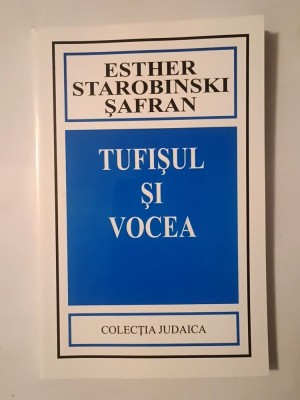 ESTHER
STAROBINSKI
ŞAFRAN
TUFIŞUL
ŞI
VOCEA
COLECŢIA JUDAICA